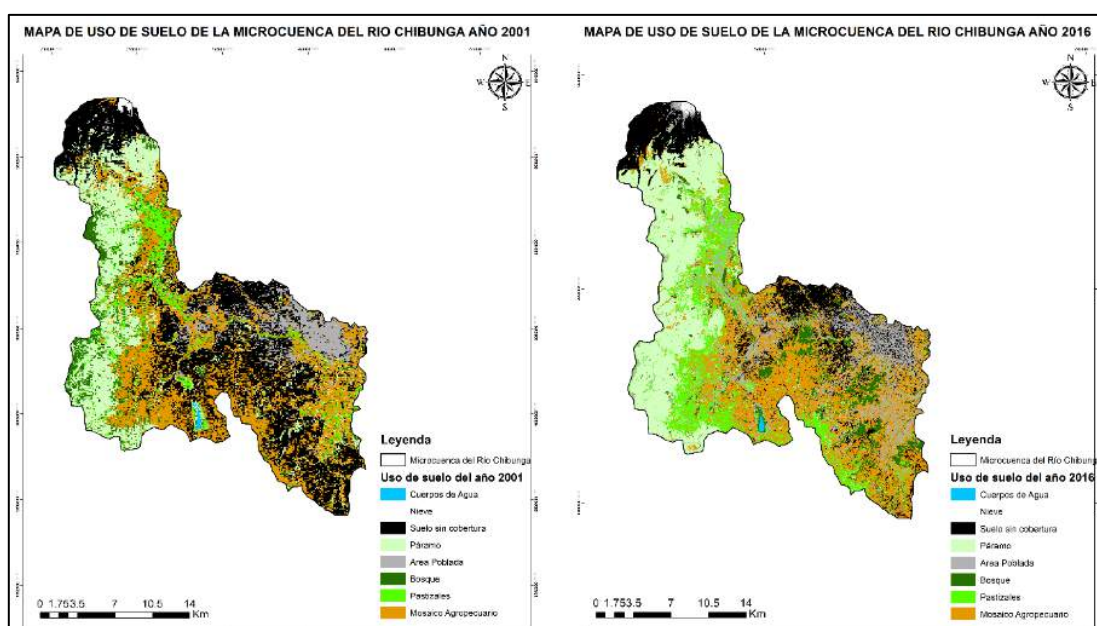 MAPA DE USO DE SUELO DE LA MICROCUENCA DEL RIO CHIBUNGA AÑO 2001
N
W E
S
Leyenda
Microcuenca del Río Chibunga
Uso de suelo del año 2001
Cuerpos de Agua
Nieve
Suelo sin cobertura
Páramo
Area Poblada
Bosque
Pastizales
Mosaico Agropecuario
0 1.753.5 7 10.5 14
Km
MAPA DE USO DE SUELO DE LA MICROCUENCA DEL RIO CHIBUNGA AÑO 2016
N
W E
S
Leyenda
Microcuenca del Río Chibung
Uso de suelo del año 2016
Cuerpos de Agua
Nieve
Suelo sin cobertura
Páramo
Area Poblada
Bosque
Pastizales
Mosaico Agropecuario
0 1.753.5 7 10.5 14
Km